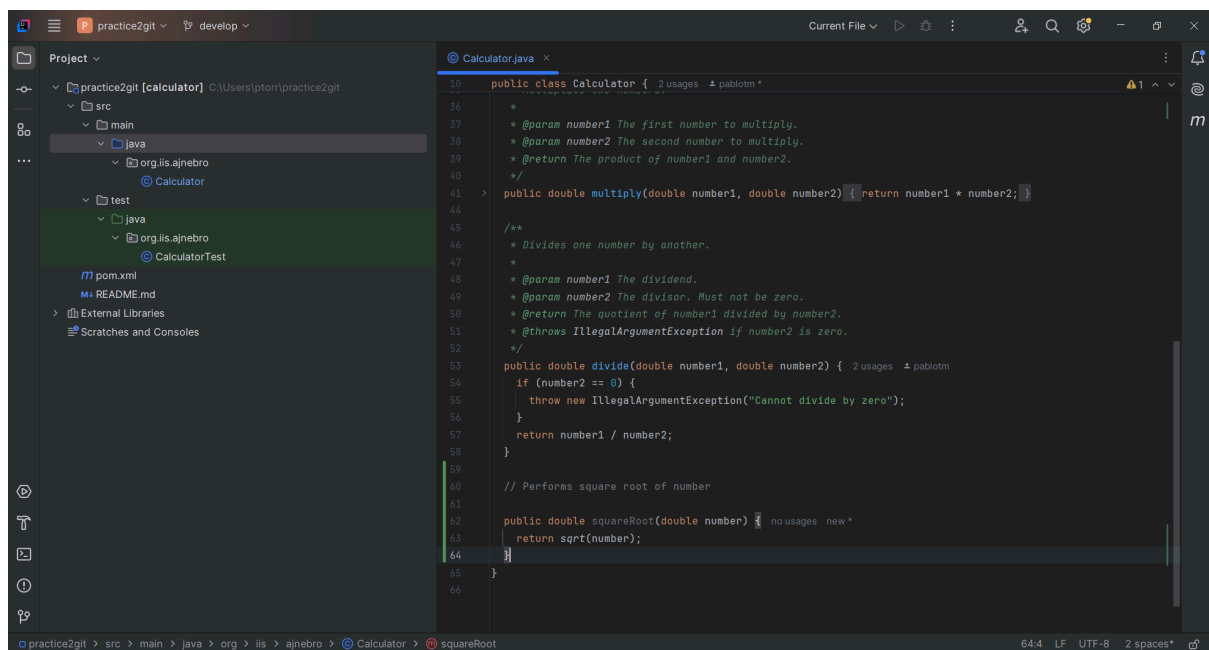 P practice2git develop Current File
Project
practice2git [calculator] C:\Users\ptorr\practice2git
src
main
java
org.iis.ajnebro
Calculator
test
java
org.iis.ajnebro
CalculatorTest
m pom.xml
M↓ README.md
External Libraries
Scratches and Consoles
Calculator.java
10 public class Calculator { 2 usages pablotm * 1
36 *
37 * @param number1 The first number to multiply.
38 * @param number2 The second number to multiply.
39 * @return The product of number1 and number2.
40 */
41 public double multiply(double number1, double number2) { return number1 * number2; }
44
45 /**
46 * Divides one number by another.
47 *
48 * @param number1 The dividend.
49 * @param number2 The divisor. Must not be zero.
50 * @return The quotient of number1 divided by number2.
51 * @throws IllegalArgumentException if number2 is zero.
52 */
53 public double divide(double number1, double number2) { 2 usages pablotm
54 if (number2 == 0) {
55 throw new IllegalArgumentException("Cannot divide by zero");
56 }
57 return number1 / number2;
58 }
59
60 // Performs square root of number
61
62 public double squareRoot(double number) { no usages new *
63 return sqrt(number);
64 }
65 }
66
m
practice2git > src > main > java > org > iis > ajnebro > Calculator > squareRoot 64:4 LF UTF-8 2 spaces*